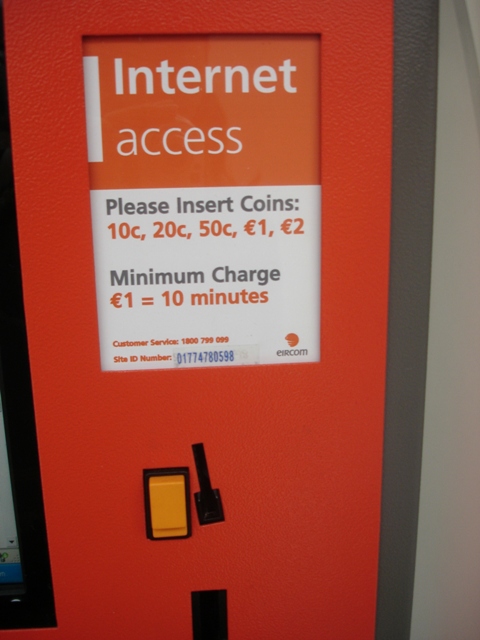 Internet
access
Please Insert Coins:
10c, 20c, 50c, €1, €2
Minimum Charge
€1 = 10 minutes
Customer Service: 1800 799 099
Site ID Number: 01774780598
eircom